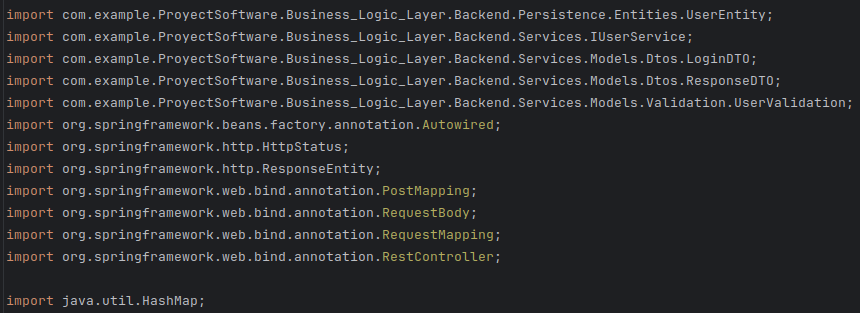 import com.example.ProyectSoftware.Business_Logic_Layer.Backend.Persistence.Entities.UserEntity;
import com.example.ProyectSoftware.Business_Logic_Layer.Backend.Services.IUserService;
import com.example.ProyectSoftware.Business_Logic_Layer.Backend.Services.Models.Dtos.LoginDTO;
import com.example.ProyectSoftware.Business_Logic_Layer.Backend.Services.Models.Dtos.ResponseDTO;
import com.example.ProyectSoftware.Business_Logic_Layer.Backend.Services.Models.Validation.UserValidation;
import org.springframework.beans.factory.annotation.Autowired;
import org.springframework.http.HttpStatus;
import org.springframework.http.ResponseEntity;
import org.springframework.web.bind.annotation.PostMapping;
import org.springframework.web.bind.annotation.RequestBody;
import org.springframework.web.bind.annotation.RequestMapping;
import org.springframework.web.bind.annotation.RestController;
import java.util.HashMap;